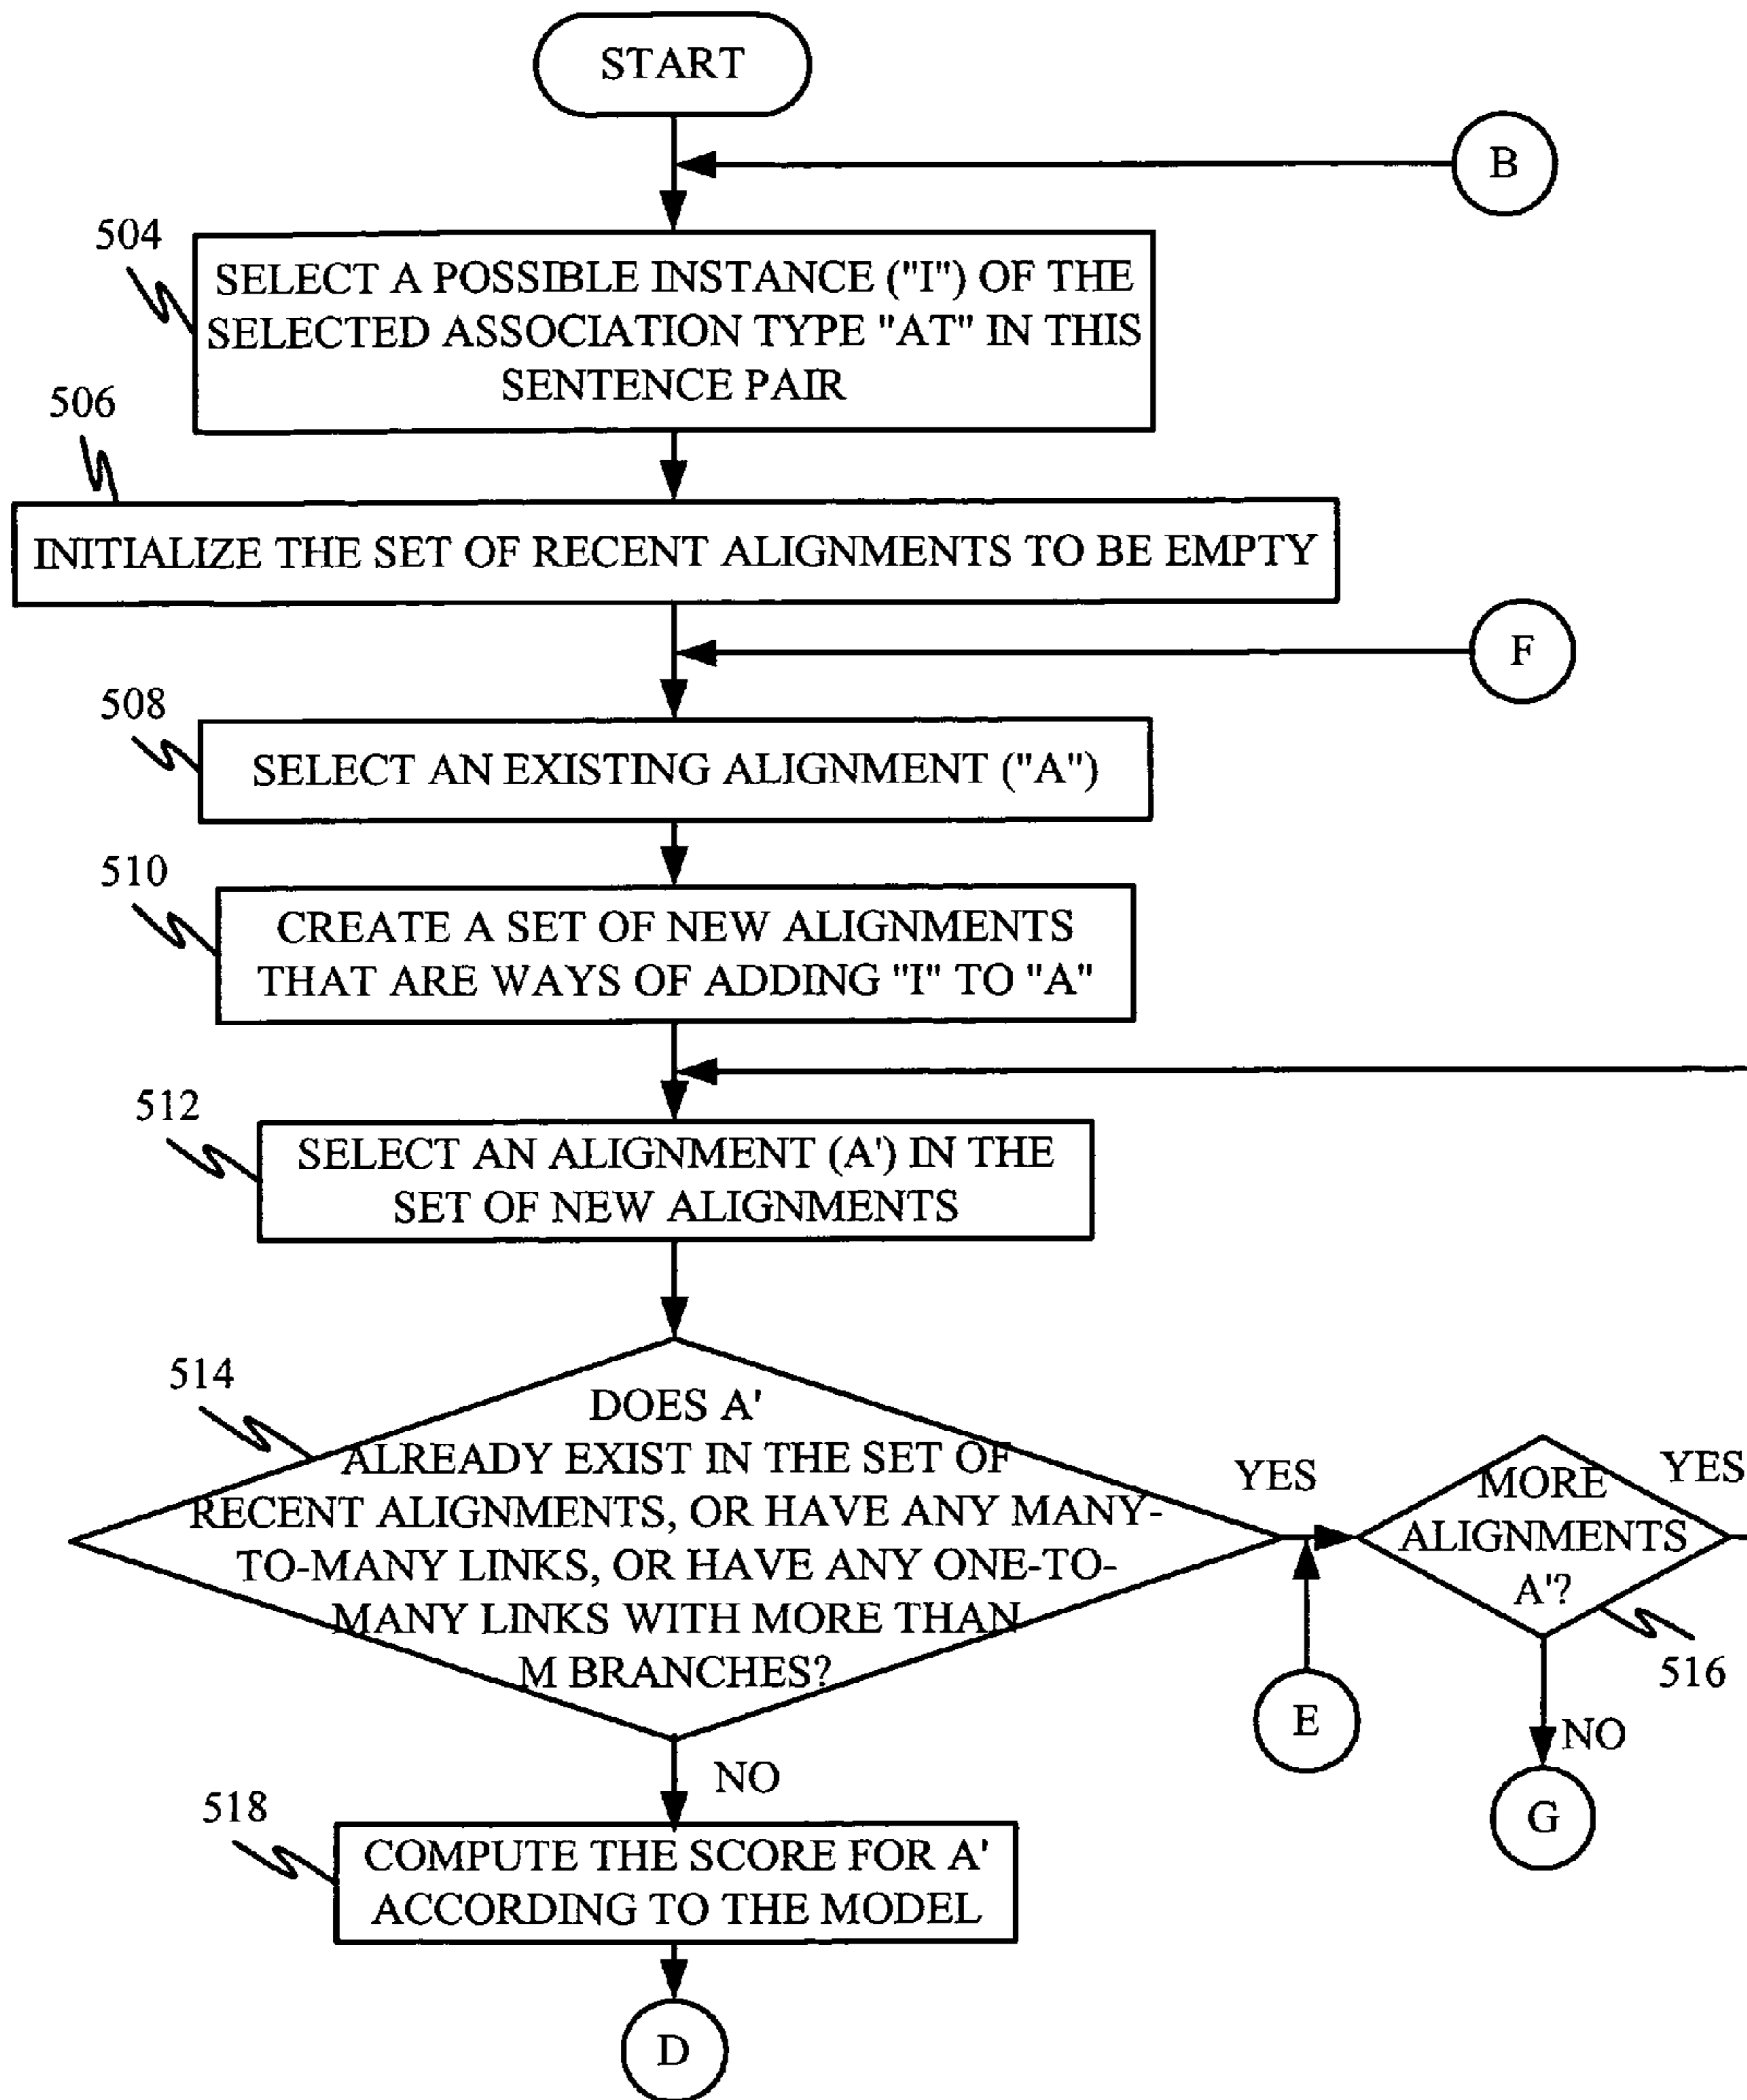 START
B
504
SELECT A POSSIBLE INSTANCE ("I") OF THE
SELECTED ASSOCIATION TYPE "AT" IN THIS
SENTENCE PAIR
506
INITIALIZE THE SET OF RECENT ALIGNMENTS TO BE EMPTY
F
508
SELECT AN EXISTING ALIGNMENT ("A")
510
CREATE A SET OF NEW ALIGNMENTS
THAT ARE WAYS OF ADDING "I" TO "A"
512
SELECT AN ALIGNMENT (A') IN THE
SET OF NEW ALIGNMENTS
514
DOES A'
ALREADY EXIST IN THE SET OF
RECENT ALIGNMENTS, OR HAVE ANY MANY-
TO-MANY LINKS, OR HAVE ANY ONE-TO-
MANY LINKS WITH MORE THAN
M BRANCHES?
YES
MORE
ALIGNMENTS
A'?
YES
516
E
NO
G
NO
518
COMPUTE THE SCORE FOR A'
ACCORDING TO THE MODEL
D